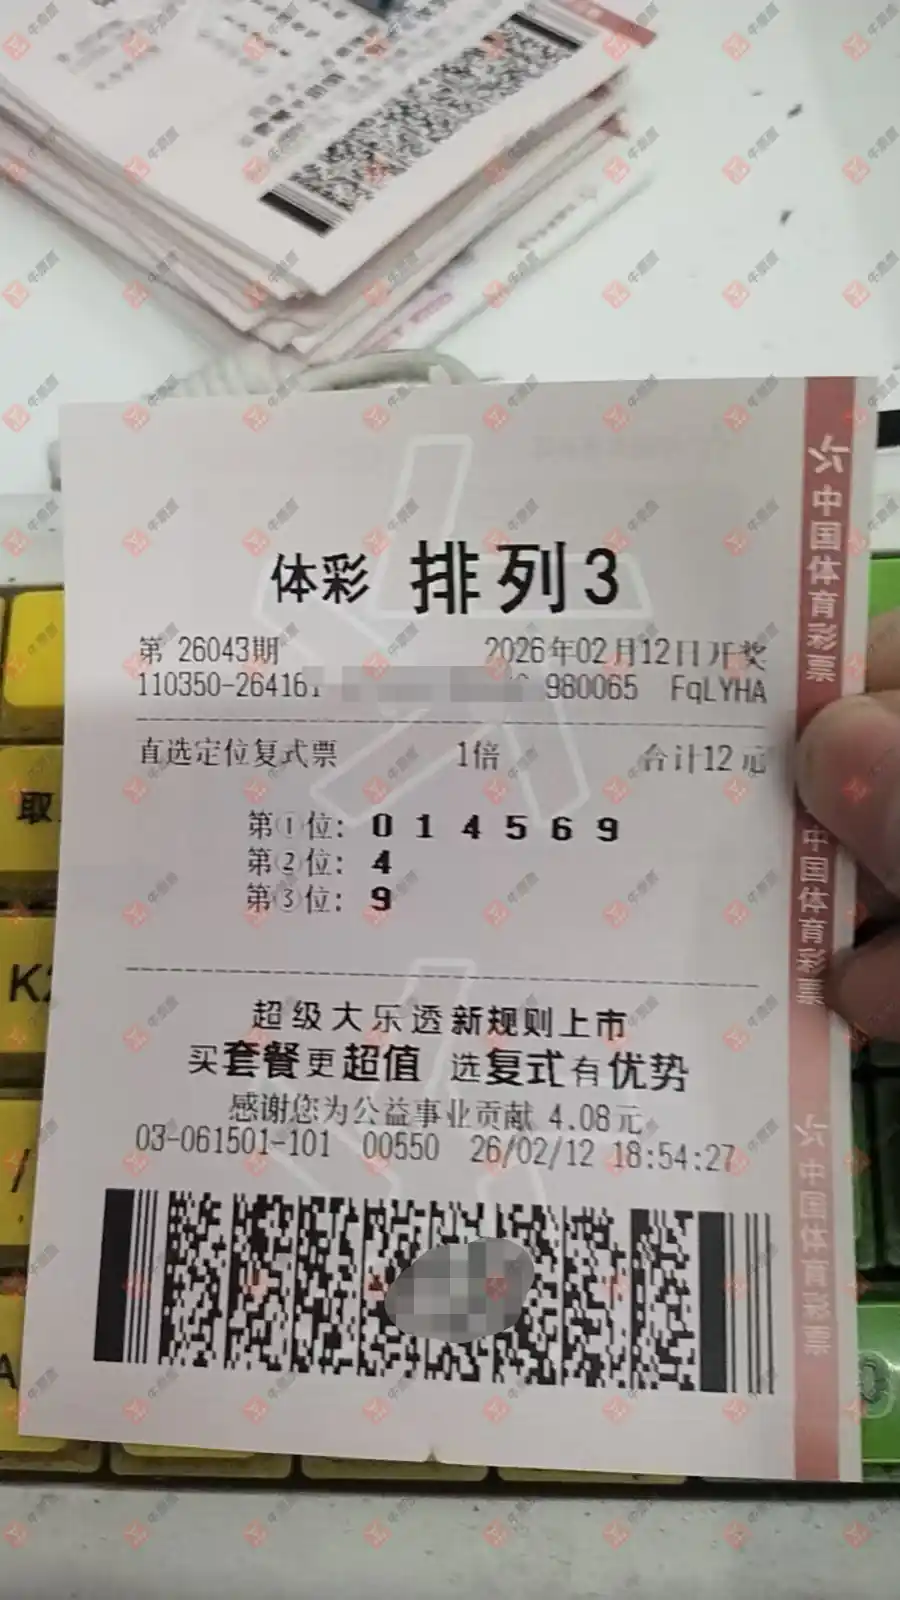 体彩 排列3
第 26043期 2026年02月12日开奖
110350-264161 980065 FqLYHA
直选定位复式票 1倍 合计12元
第①位: 0 1 4 5 6 9
第②位: 4
第③位: 9
超级大乐透新规则上市
买套餐更超值 选复式有优势
感谢您为公益事业贡献 4.08元
03-061501-101 00550 26/02/12 18:54:27
中国体育彩票
中国体育彩票
中国体育彩票
取
K
/
A